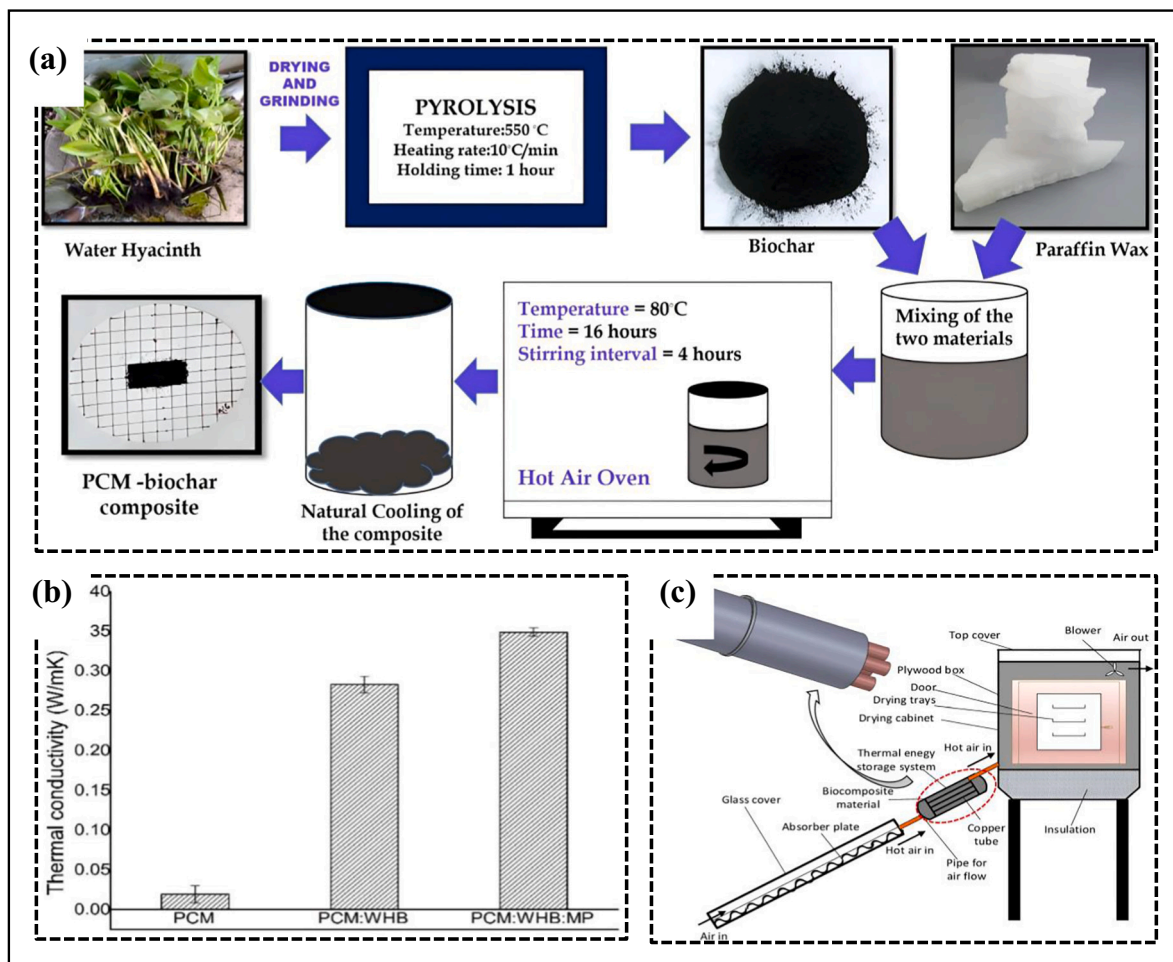 (a)
DRYING
AND
GRINDING
PYROLYSIS
Temperature:550 °C
Heating rate:10°C/min
Holding time: 1 hour
Water Hyacinth
Biochar
Paraffin Wax
Mixing of the
two materials
Temperature = 80°C
Time = 16 hours
Stirring interval = 4 hours
Hot Air Oven
Natural Cooling of
the composite
PCM -biochar
composite
(b)
Thermal conductivity (W/mK)
40
35
0.30
0.25
0.20
0.15
0.10
0.05
0.00
PCM
PCM:WHB
PCM:WHB:MP
(c)
Top cover
Blower
Air out
Plywood box
Door
Drying trays
Drying cabinet
Hot air in
Thermal enegy
storage system
Biocomposite
material
Glass cover
Absorber plate
Copper
tube
Insulation
Hot air in
Pipe for
air flow
Air in